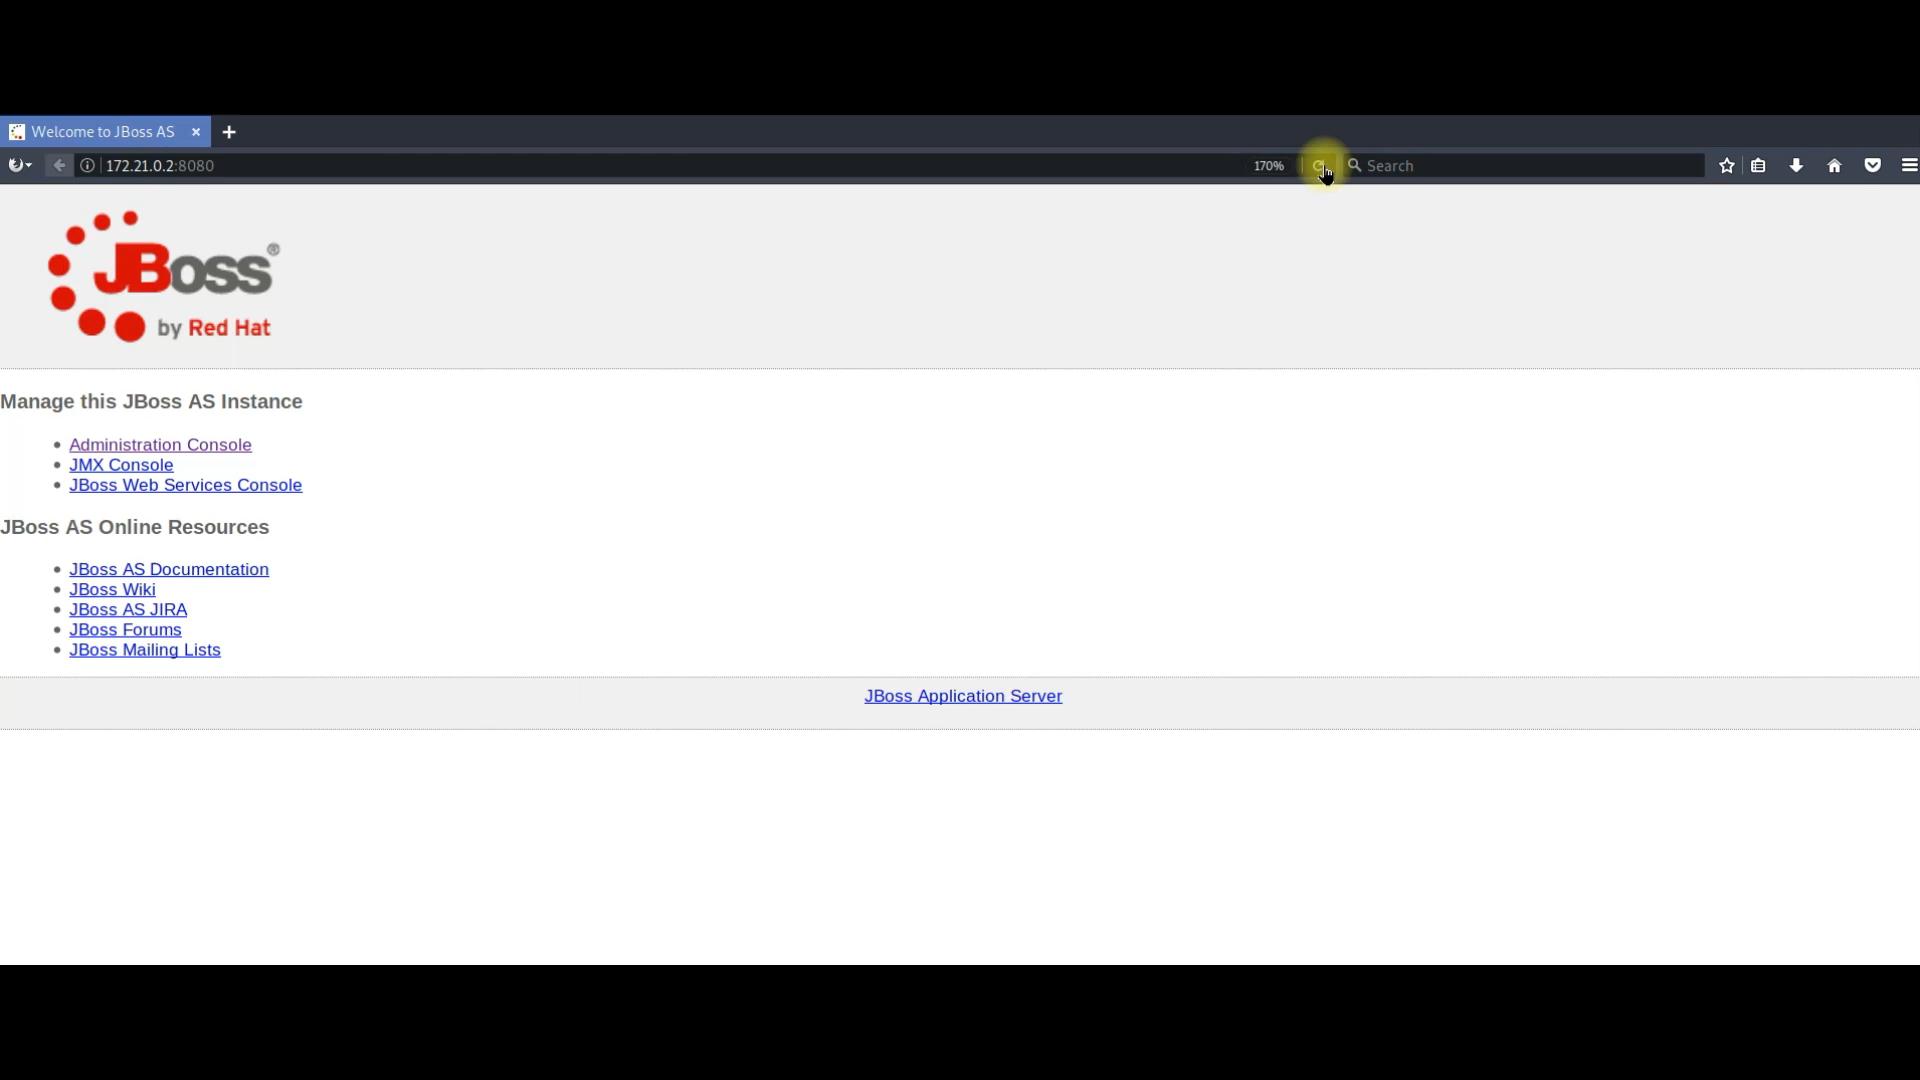 Welcome to JBoss AS
172.21.0.2:8080
170%
Search
JBoss®
by Red Hat
Manage this JBoss AS Instance
Administration Console
JMX Console
JBoss Web Services Console
JBoss AS Online Resources
JBoss AS Documentation
JBoss Wiki
JBoss AS JIRA
JBoss Forums
JBoss Mailing Lists
JBoss Application Server